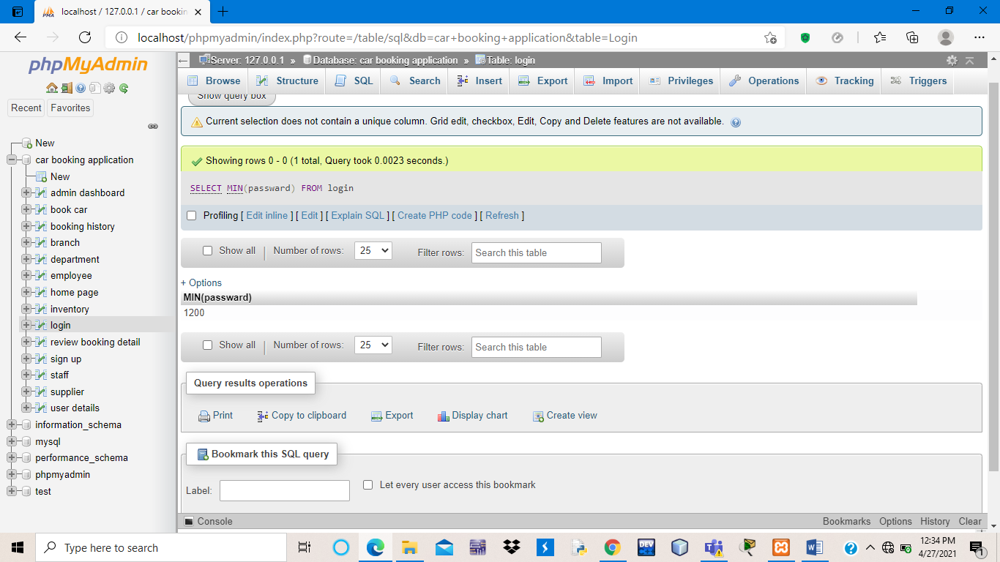 localhost / 127.0.0.1 / car bookin
localhost/phpmyadmin/index.php?route=/table/sql&db=car+booking+application&table=Login
phpMyAdmin
Recent Favorites
New
car booking application
New
admin dashboard
book car
booking history
branch
department
employee
home page
inventory
login
review booking detail
sign up
staff
supplier
user details
information_schema
mysql
performance_schema
phpmyadmin
test
Server: 127.0.0.1 » Database: car booking application » Table: login
Browse Structure SQL Search Insert Export Import Privileges Operations Tracking Triggers
Show query box
Current selection does not contain a unique column. Grid edit, checkbox, Edit, Copy and Delete features are not available.
Showing rows 0 - 0 (1 total, Query took 0.0023 seconds.)
SELECT MIN(passward) FROM login
Profiling [ Edit inline ] [ Edit ] [ Explain SQL ] [ Create PHP code ] [ Refresh ]
Show all | Number of rows: 25 Filter rows: Search this table
+ Options
MIN(passward)
1200
Show all | Number of rows: 25 Filter rows: Search this table
Query results operations
Print Copy to clipboard Export Display chart Create view
Bookmark this SQL query
Label: Let every user access this bookmark
Console Bookmarks Options History Clear
Type here to search
DEV
12:34 PM
4/27/2021
1